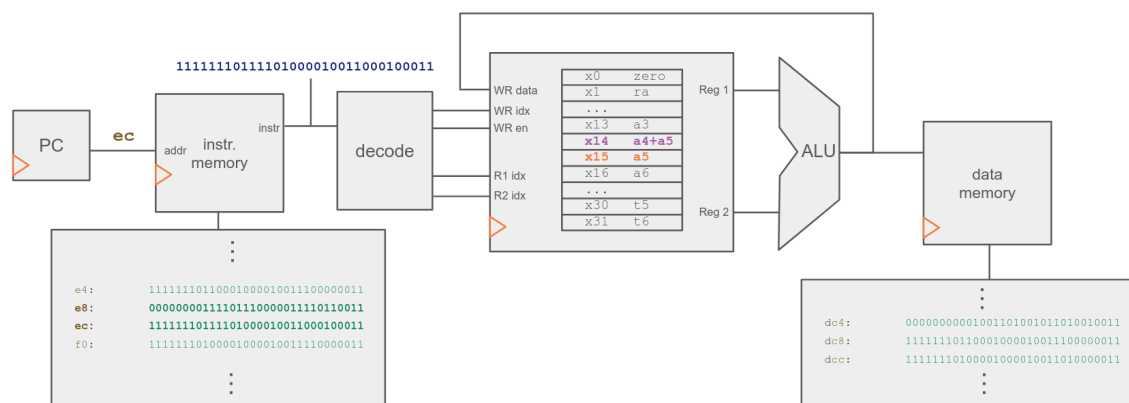 11111110111101000010011000100011
PC
ec
addr
instr
instr.
memory
decode
WR data
WR idx
WR en
R1 idx
R2 idx
x0 zero
x1 ra
...
x13 a3
x14 a4+a5
x15 a5
x16 a6
...
x30 t5
x31 t6
Reg 1
Reg 2
ALU
data
memory
e4: 11111110110001000010011100000011
e8: 00000000111101110000011110110011
ec: 11111110111101000010011000100011
f0: 11111110100001000010011110000011
dc4: 00000000001001101001011010010011
dc8: 11111110110001000010011100000011
dcc: 11111110100001000010011010000011